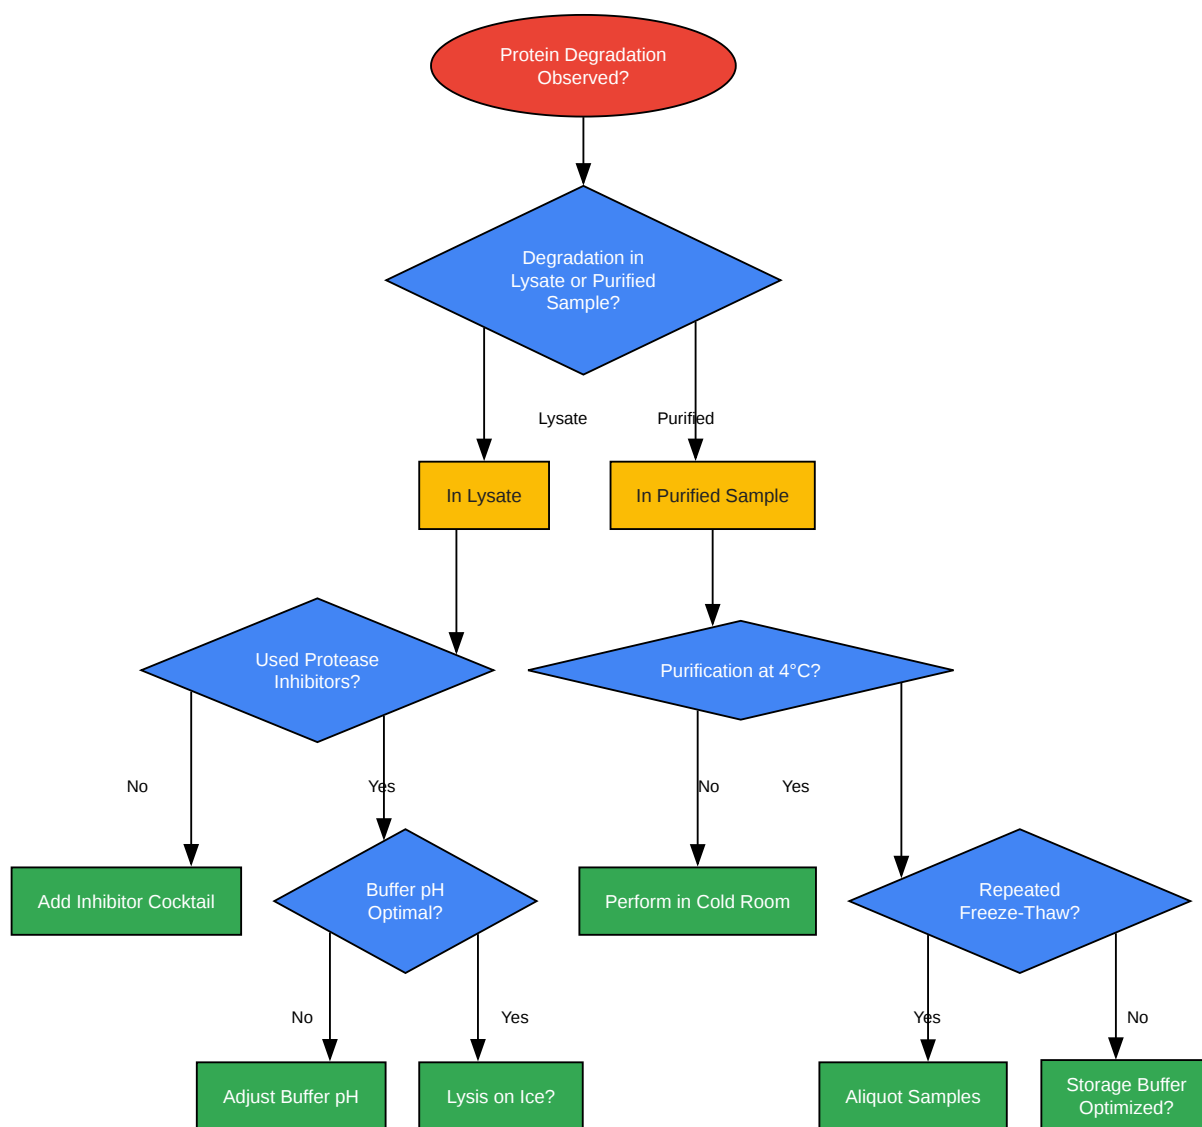 Protein Degradation
Observed?
Degradation in
Lysate or Purified
Sample?
Lysate
Purified
In Lysate
In Purified Sample
Used Protease
Inhibitors?
Purification at 4°C?
No
Yes
No
Yes
Add Inhibitor Cocktail
Buffer pH
Optimal?
Perform in Cold Room
Repeated
Freeze-Thaw?
No
Yes
Yes
No
Adjust Buffer pH
Lysis on Ice?
Aliquot Samples
Storage Buffer
Optimized?